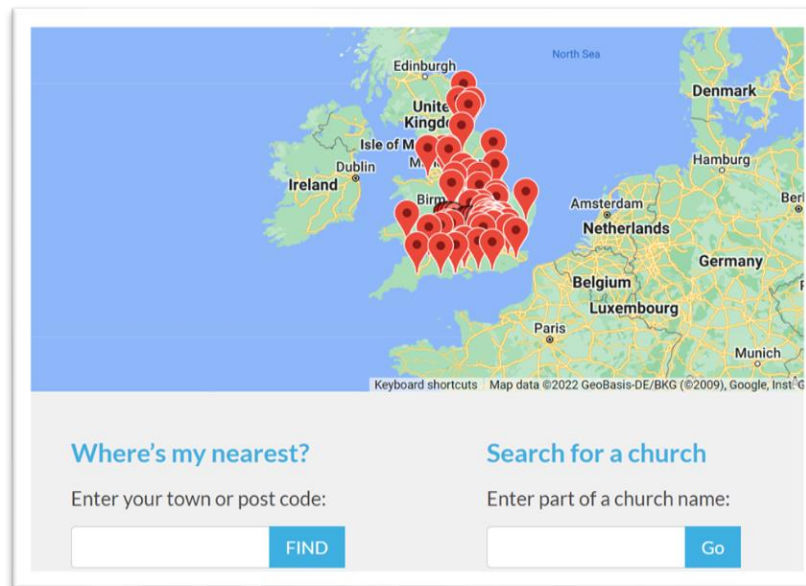 North Sea
Edinburgh
Denmark
Unite
Kingd
Isle of M
Hamburg
Dublin
Ireland
Birm
Amsterdam
Berl
Netherlands
Germany
Belgium
Luxembourg
Paris
Munich
Keyboard shortcuts Map data ©2022 GeoBasis-DE/BKG (©2009), Google, Inst. G
Where's my nearest?
Enter your town or post code:
FIND
Search for a church
Enter part of a church name:
Go